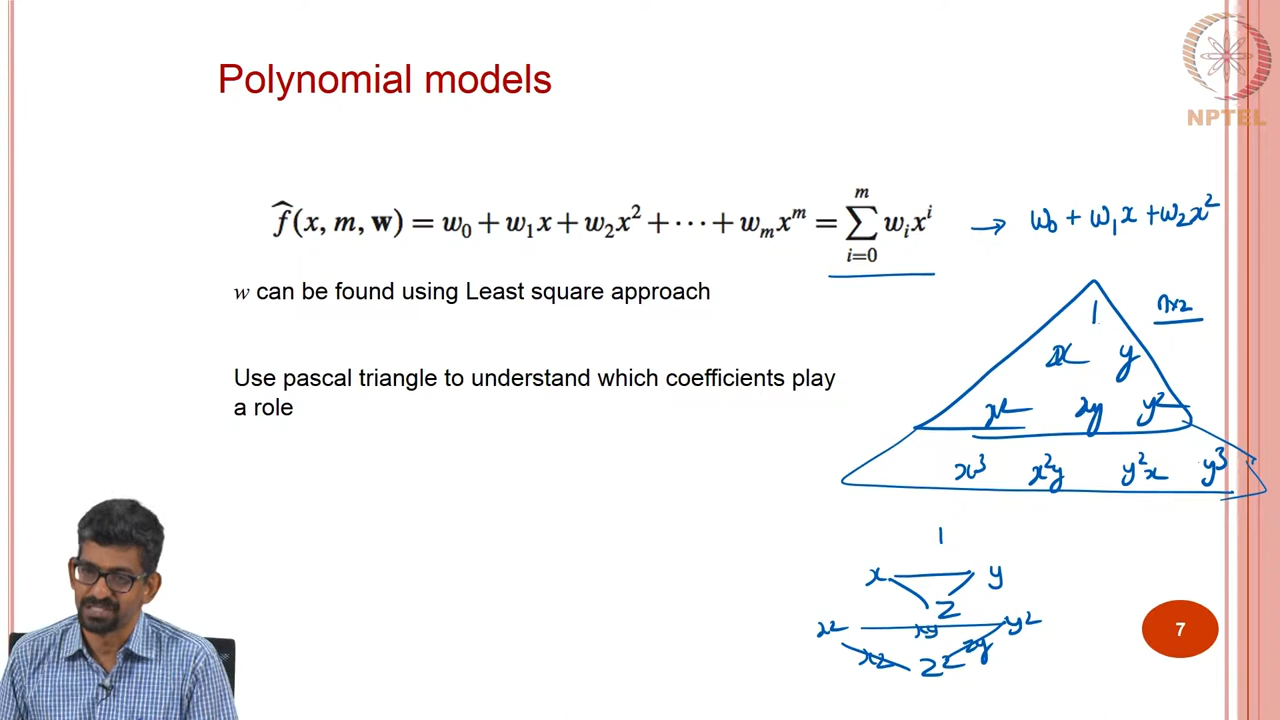 Polynomial models
NPTEL
f̂(x, m, w) = w₀ + w₁x + w₂x² + ··· + wₘxᵐ = ∑ᵢ₌₀ᵐ wᵢxⁱ → w₀ + w₁x + w₂x²
w can be found using Least square approach
1
x y
Use pascal triangle to understand which coefficients play
a role
x² xy y²
x³ x²y y²x y³
1
x y
z
x² xy y²
xz z² zy
7